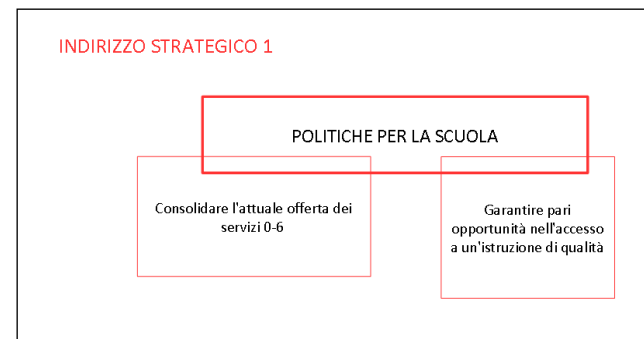 INDIRIZZO STRATEGICO 1
POLITICHE PER LA SCUOLA
Consolidare l'attuale offerta dei
servizi 0-6
Garantire pari
opportunità nell'accesso
a un'istruzione di qualità